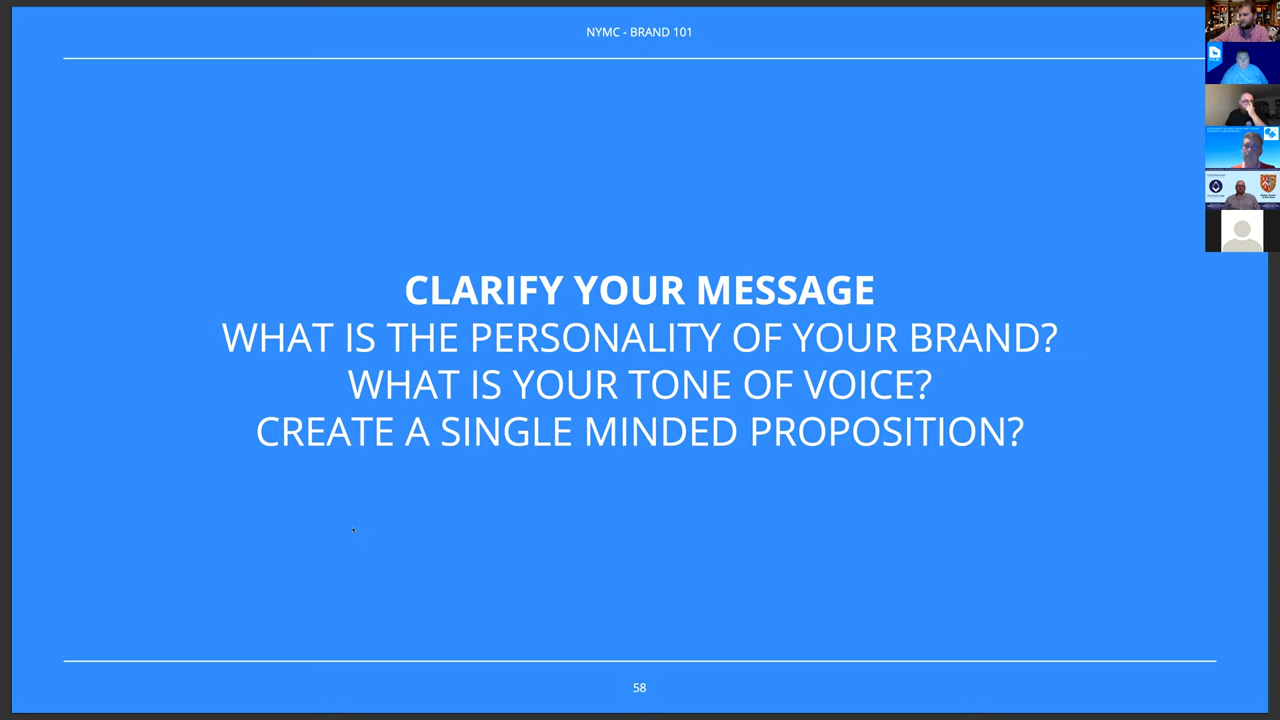 NYMC - BRAND 101
CLARIFY YOUR MESSAGE
WHAT IS THE PERSONALITY OF YOUR BRAND?
WHAT IS YOUR TONE OF VOICE?
CREATE A SINGLE MINDED PROPOSITION?
58